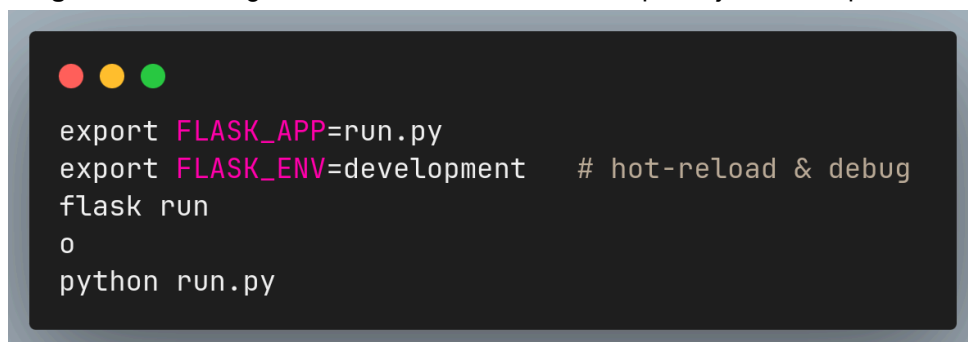 export FLASK_APP=run.py
export FLASK_ENV=development   # hot-reload & debug
flask run
o
python run.py